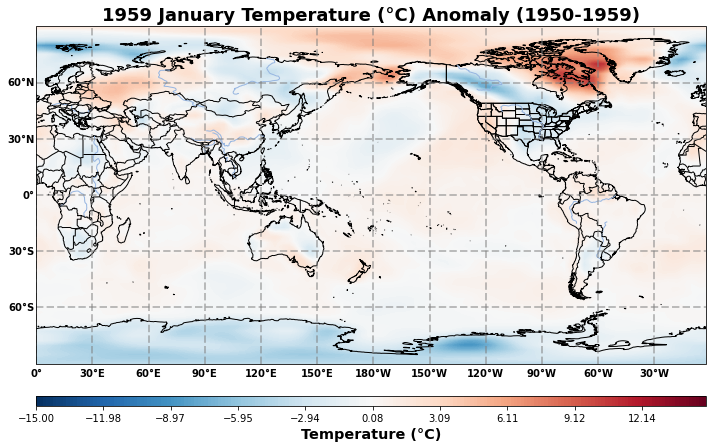 1959 January Temperature (°C) Anomaly (1950-1959)
60°N
30°N
0°
30°S
60°S
0° 30°E 60°E 90°E 120°E 150°E 180° 150°W 120°W 90°W 60°W 30°W
−15.00 −11.98 −8.97 −5.95 −2.94 0.08 3.09 6.11 9.12 12.14
Temperature (°C)